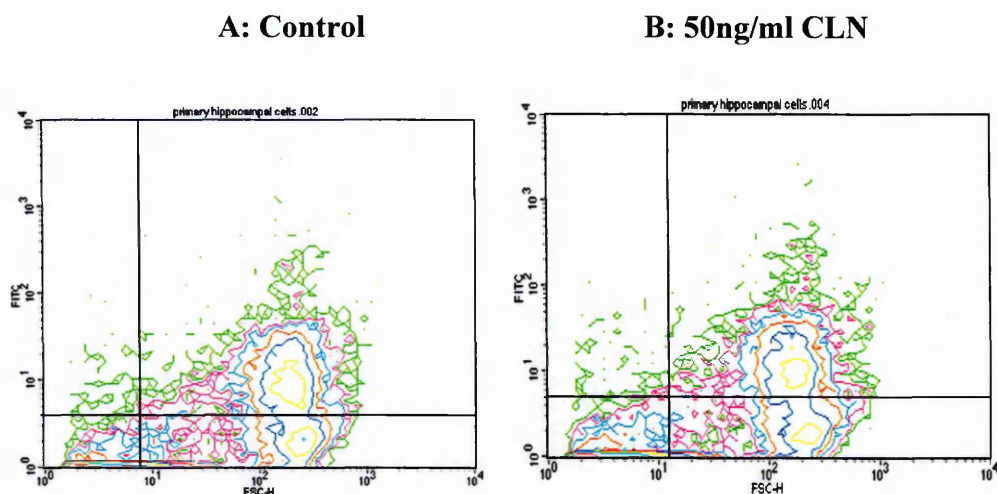 A: Control
B: 50ng/ml CLN
primary hippocampal cells .002
primary hippocampal cells .004
10^4
10^3
10^2
10^1
10^0
FITC
10^0 10^1 10^2 10^3 10^4
FSC-H
10^4
10^3
10^2
10^1
10^0
FITC
10^0 10^1 10^2 10^3 10^4
FSC-H